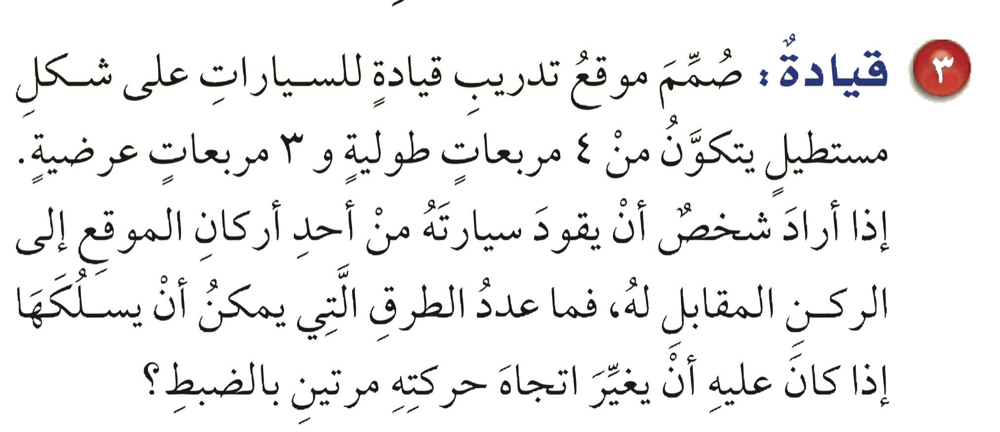 ٣ قيادةٌ : صُمِّمَ موقعُ تدريبِ قيادةٍ للسياراتِ على شكلِ
مستطيلٍ يتكوَّنُ منْ ٤ مربعاتٍ طوليةٍ و ٣ مربعاتٍ عرضيةٍ.
إذا أرادَ شخصٌ أنْ يقودَ سيارتَهُ منْ أحدِ أركانِ الموقعِ إلى
الركنِ المقابلِ لهُ، فما عددُ الطرقِ الَّتِي يمكنُ أنْ يسلُكَهَا
إذا كانَ عليهِ أنْ يغيِّرَ اتجاهَ حركتِهِ مرتينِ بالضبطِ؟